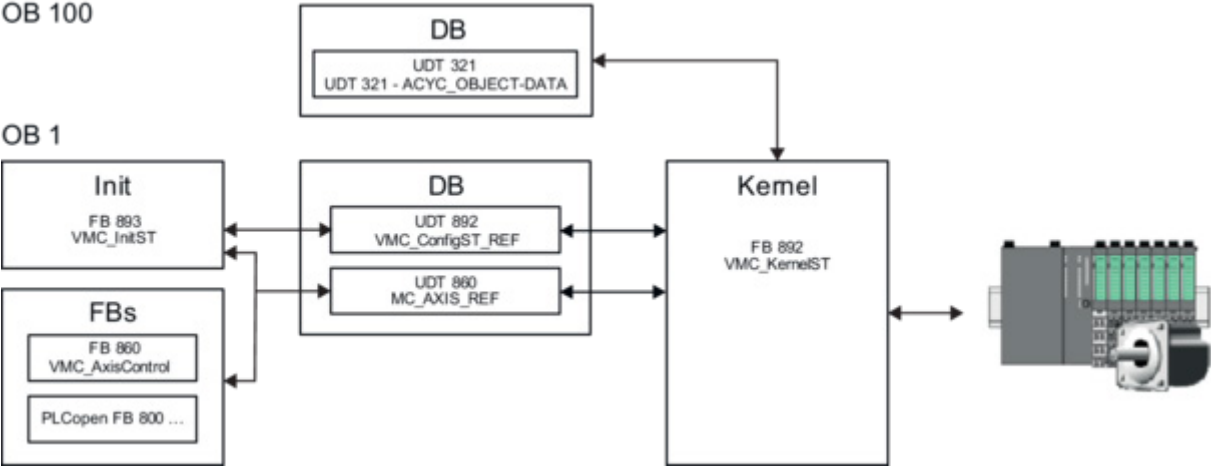 OB 100
DB
UDT 321
UDT 321 - ACYC_OBJECT-DATA
OB 1
Init
FB 893
VMC_InitST
DB
UDT 892
VMC_ConfigST_REF
UDT 860
MC_AXIS_REF
Kernel
FB 892
VMC_KernelST
FBs
FB 860
VMC_AxisControl
PLCopen FB 800 ...